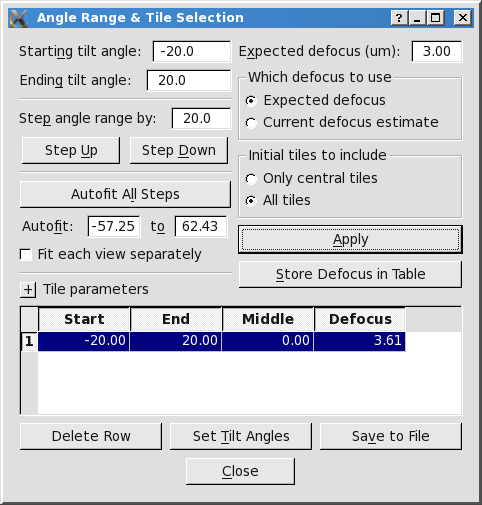 Angle Range & Tile Selection
Starting tilt angle: -20.0
Ending tilt angle: 20.0
Step angle range by: 20.0
Step Up Step Down
Autofit All Steps
Autofit: -57.25 to 62.43
Fit each view separately
+ Tile parameters
Expected defocus (um): 3.00
Which defocus to use
Expected defocus
Current defocus estimate
Initial tiles to include
Only central tiles
All tiles
Apply
Store Defocus in Table
Start End Middle Defocus
1 -20.00 20.00 0.00 3.61
Delete Row Set Tilt Angles Save to File
Close